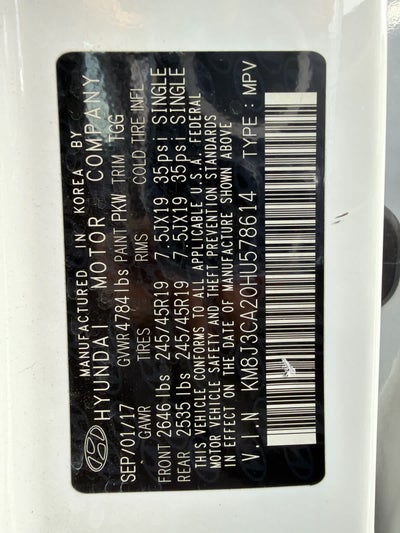 MANUFACTURED IN KOREA BY
HYUNDAI MOTOR COMPANY
SEP/01/17 GVWR 4784 lbs PAINT PKW TRIM TGG
GAWR TIRES RMS COLD TIRE INFL
FRONT 2646 lbs 245/45R19 7.5JX19 35psi SINGLE
REAR 2535 lbs 245/45R19 7.5JX19 35psi SINGLE
THIS VEHICLE CONFORMS TO ALL APPLICABLE U.S.A. FEDERAL
MOTOR VEHICLE SAFETY AND THEFT PREVENTION STANDARDS
IN EFFECT ON THE DATE OF MANUFACTURE SHOWN ABOVE
V.I.N KM8J3CA20HU578614 TYPE : MPV